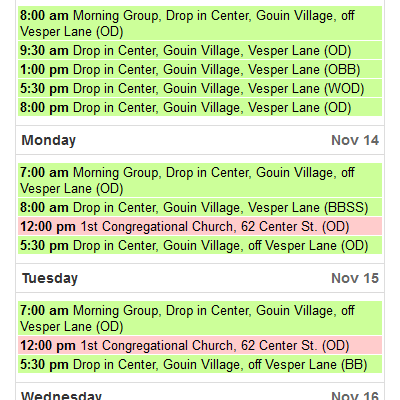 8:00 am Morning Group, Drop in Center, Gouin Village, off
Vesper Lane (OD)
9:30 am Drop in Center, Gouin Village, Vesper Lane (OD)
1:00 pm Drop in Center, Gouin Village, Vesper Lane (OBB)
5:30 pm Drop in Center, Gouin Village, Vesper Lane (WOD)
8:00 pm Drop in Center, Gouin Village, Vesper Lane (OD)
Monday Nov 14
7:00 am Morning Group, Drop in Center, Gouin Village, off
Vesper Lane (OD)
8:00 am Drop in Center, Gouin Village, Vesper Lane (BBSS)
12:00 pm 1st Congregational Church, 62 Center St. (OD)
5:30 pm Drop in Center, Gouin Village, off Vesper Lane (OD)
Tuesday Nov 15
7:00 am Morning Group, Drop in Center, Gouin Village, off
Vesper Lane (OD)
12:00 pm 1st Congregational Church, 62 Center St. (OD)
5:30 pm Drop in Center, Gouin Village, off Vesper Lane (BB)
Wednesday Nov 16